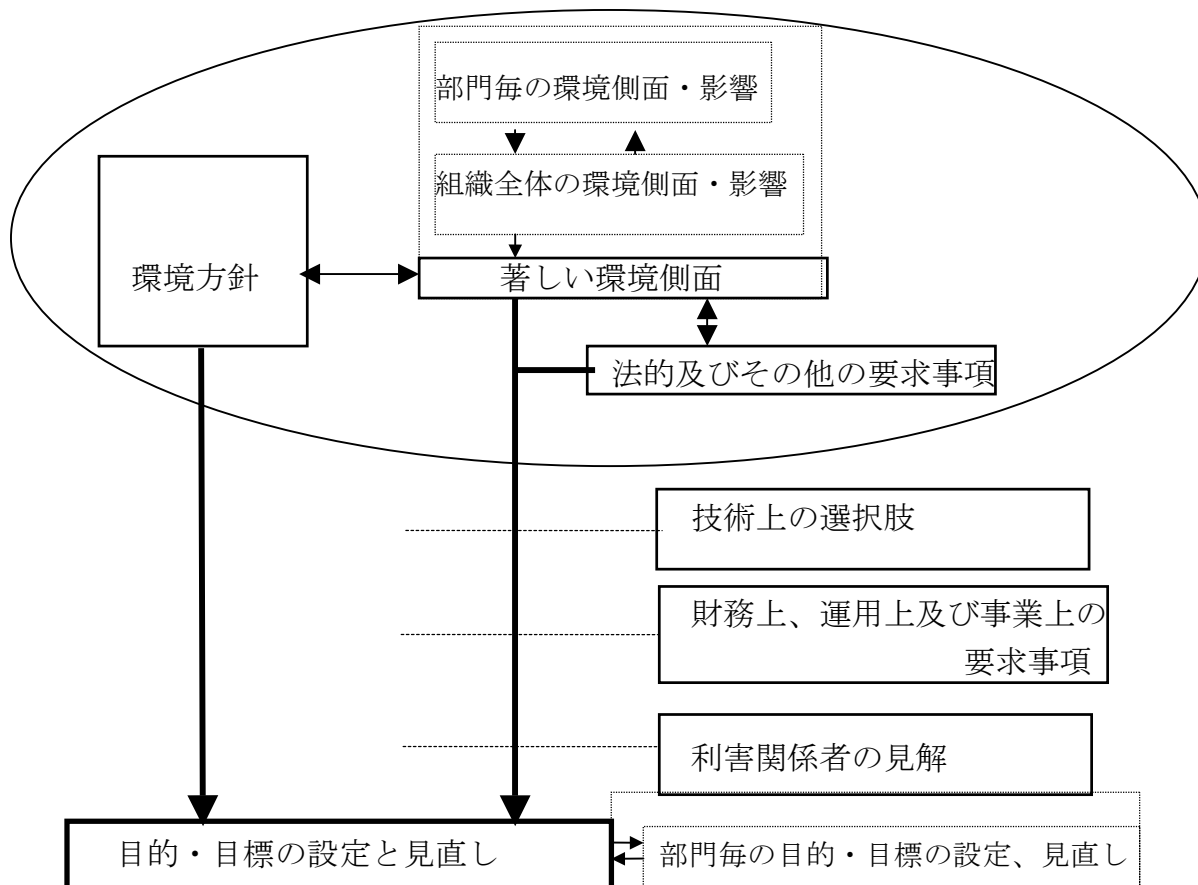 部門毎の環境側面・影響
組織全体の環境側面・影響
環境方針
著しい環境側面
法的及びその他の要求事項
技術上の選択肢
財務上、運用上及び事業上の
要求事項
利害関係者の見解
目的・目標の設定と見直し
部門毎の目的・目標の設定、見直し